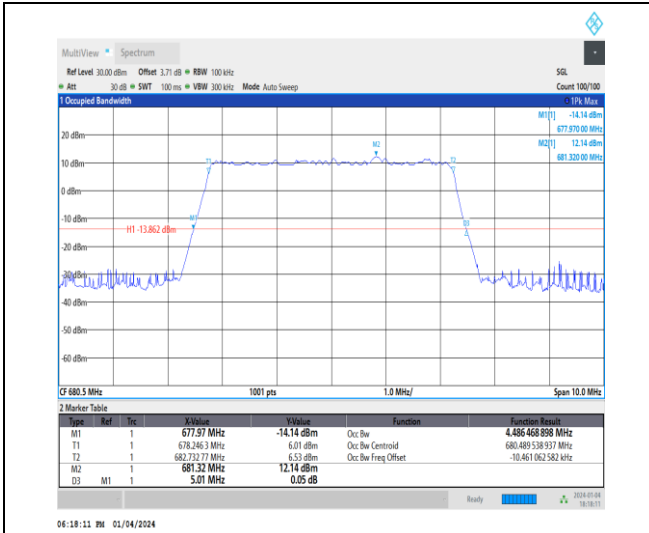 MultiView Spectrum
Ref Level 30.00 dBm Offset 3.71 dB RBW 100 kHz SGL
Att 30 dB SWT 100 ms VBW 300 kHz Mode Auto Sweep Count 100/100
1 Occupied Bandwidth 1Pk Max
M1[1] -14.14 dBm
677.970 00 MHz
M2[1] 12.14 dBm
681.320 00 MHz
20 dBm
M2
T1 T2
10 dBm
0 dBm
-10 dBm
M1 D3
H1 -13.862 dBm
-20 dBm
-30 dBm
-40 dBm
-50 dBm
-60 dBm
CF 680.5 MHz 1001 pts 1.0 MHz/ Span 10.0 MHz
2 Marker Table
Type Ref Trc X-Value Y-Value Function Function Result
M1 1 677.97 MHz -14.14 dBm Occ Bw 4.486 468 898 MHz
T1 1 678.246 3 MHz 6.01 dBm Occ Bw Centroid 680.489 538 937 MHz
T2 1 682.732 77 MHz 6.53 dBm Occ Bw Freq Offset -10.461 062 582 kHz
M2 1 681.32 MHz 12.14 dBm
D3 M1 1 5.01 MHz 0.05 dB
Ready 2024-01-04
18:18:11
06:18:11 PM 01/04/2024